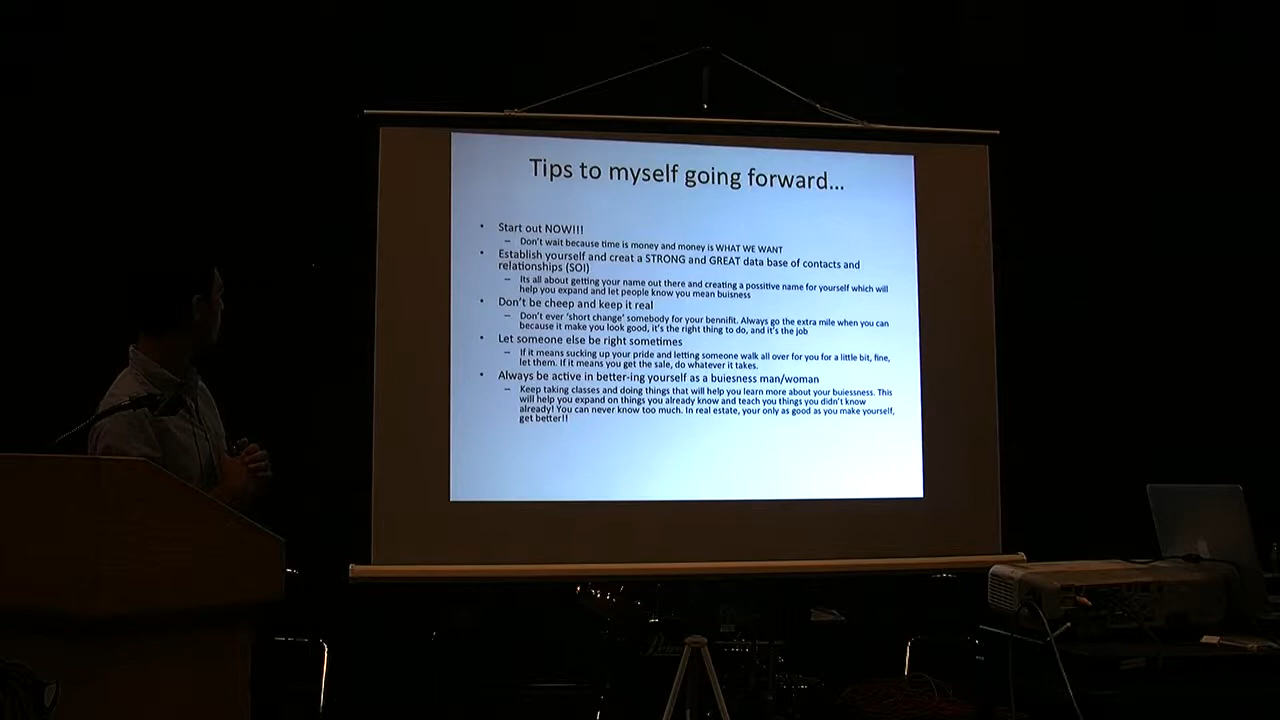 Tips to myself going forward...
• Start out NOW!!!
– Don't wait because time is money and money is WHAT WE WANT
• Establish yourself and creat a STRONG and GREAT data base of contacts and
relationships (SOI)
– Its all about getting your name out there and creating a possitive name for yourself which will
help you expand and let people know you mean buisness
• Don't be cheep and keep it real
– Don't ever 'short change' somebody for your bennifit. Always go the extra mile when you can
because it make you look good, it's the right thing to do, and it's the job
• Let someone else be right sometimes
– If it means sucking up your pride and letting someone walk all over for you for a little bit, fine,
let them. If it means you get the sale, do whatever it takes.
• Always be active in better-ing yourself as a buiesness man/woman
– Keep taking classes and doing things that will help you learn more about your buiessness. This
will help you expand on things you already know and teach you things you didn't know
already! You can never know too much. In real estate, your only as good as you make yourself,
get better!!